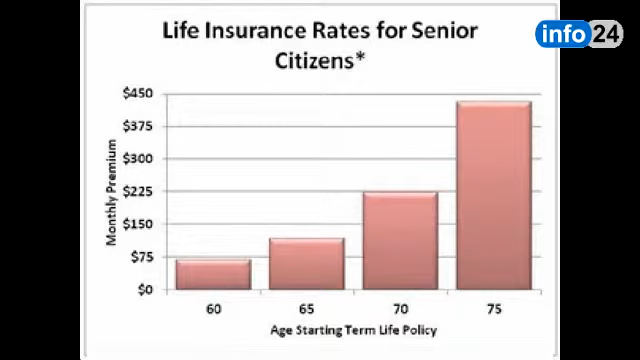 info24
Life Insurance Rates for Senior
Citizens*
$450
$375
$300
$225
$150
$75
$0
Monthly Premium
60 65 70 75
Age Starting Term Life Policy